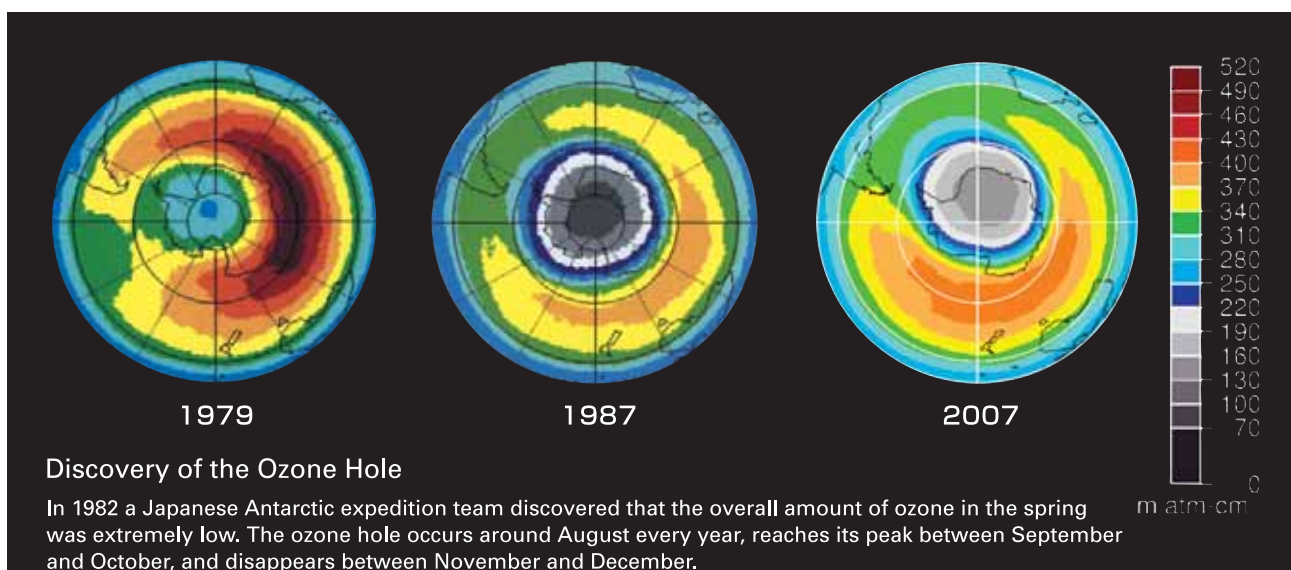 520
490
460
430
400
370
340
310
280
250
220
190
160
130
100
70
0
m atm-cm
1979 1987 2007
Discovery of the Ozone Hole
In 1982 a Japanese Antarctic expedition team discovered that the overall amount of ozone in the spring
was extremely low. The ozone hole occurs around August every year, reaches its peak between September
and October, and disappears between November and December.